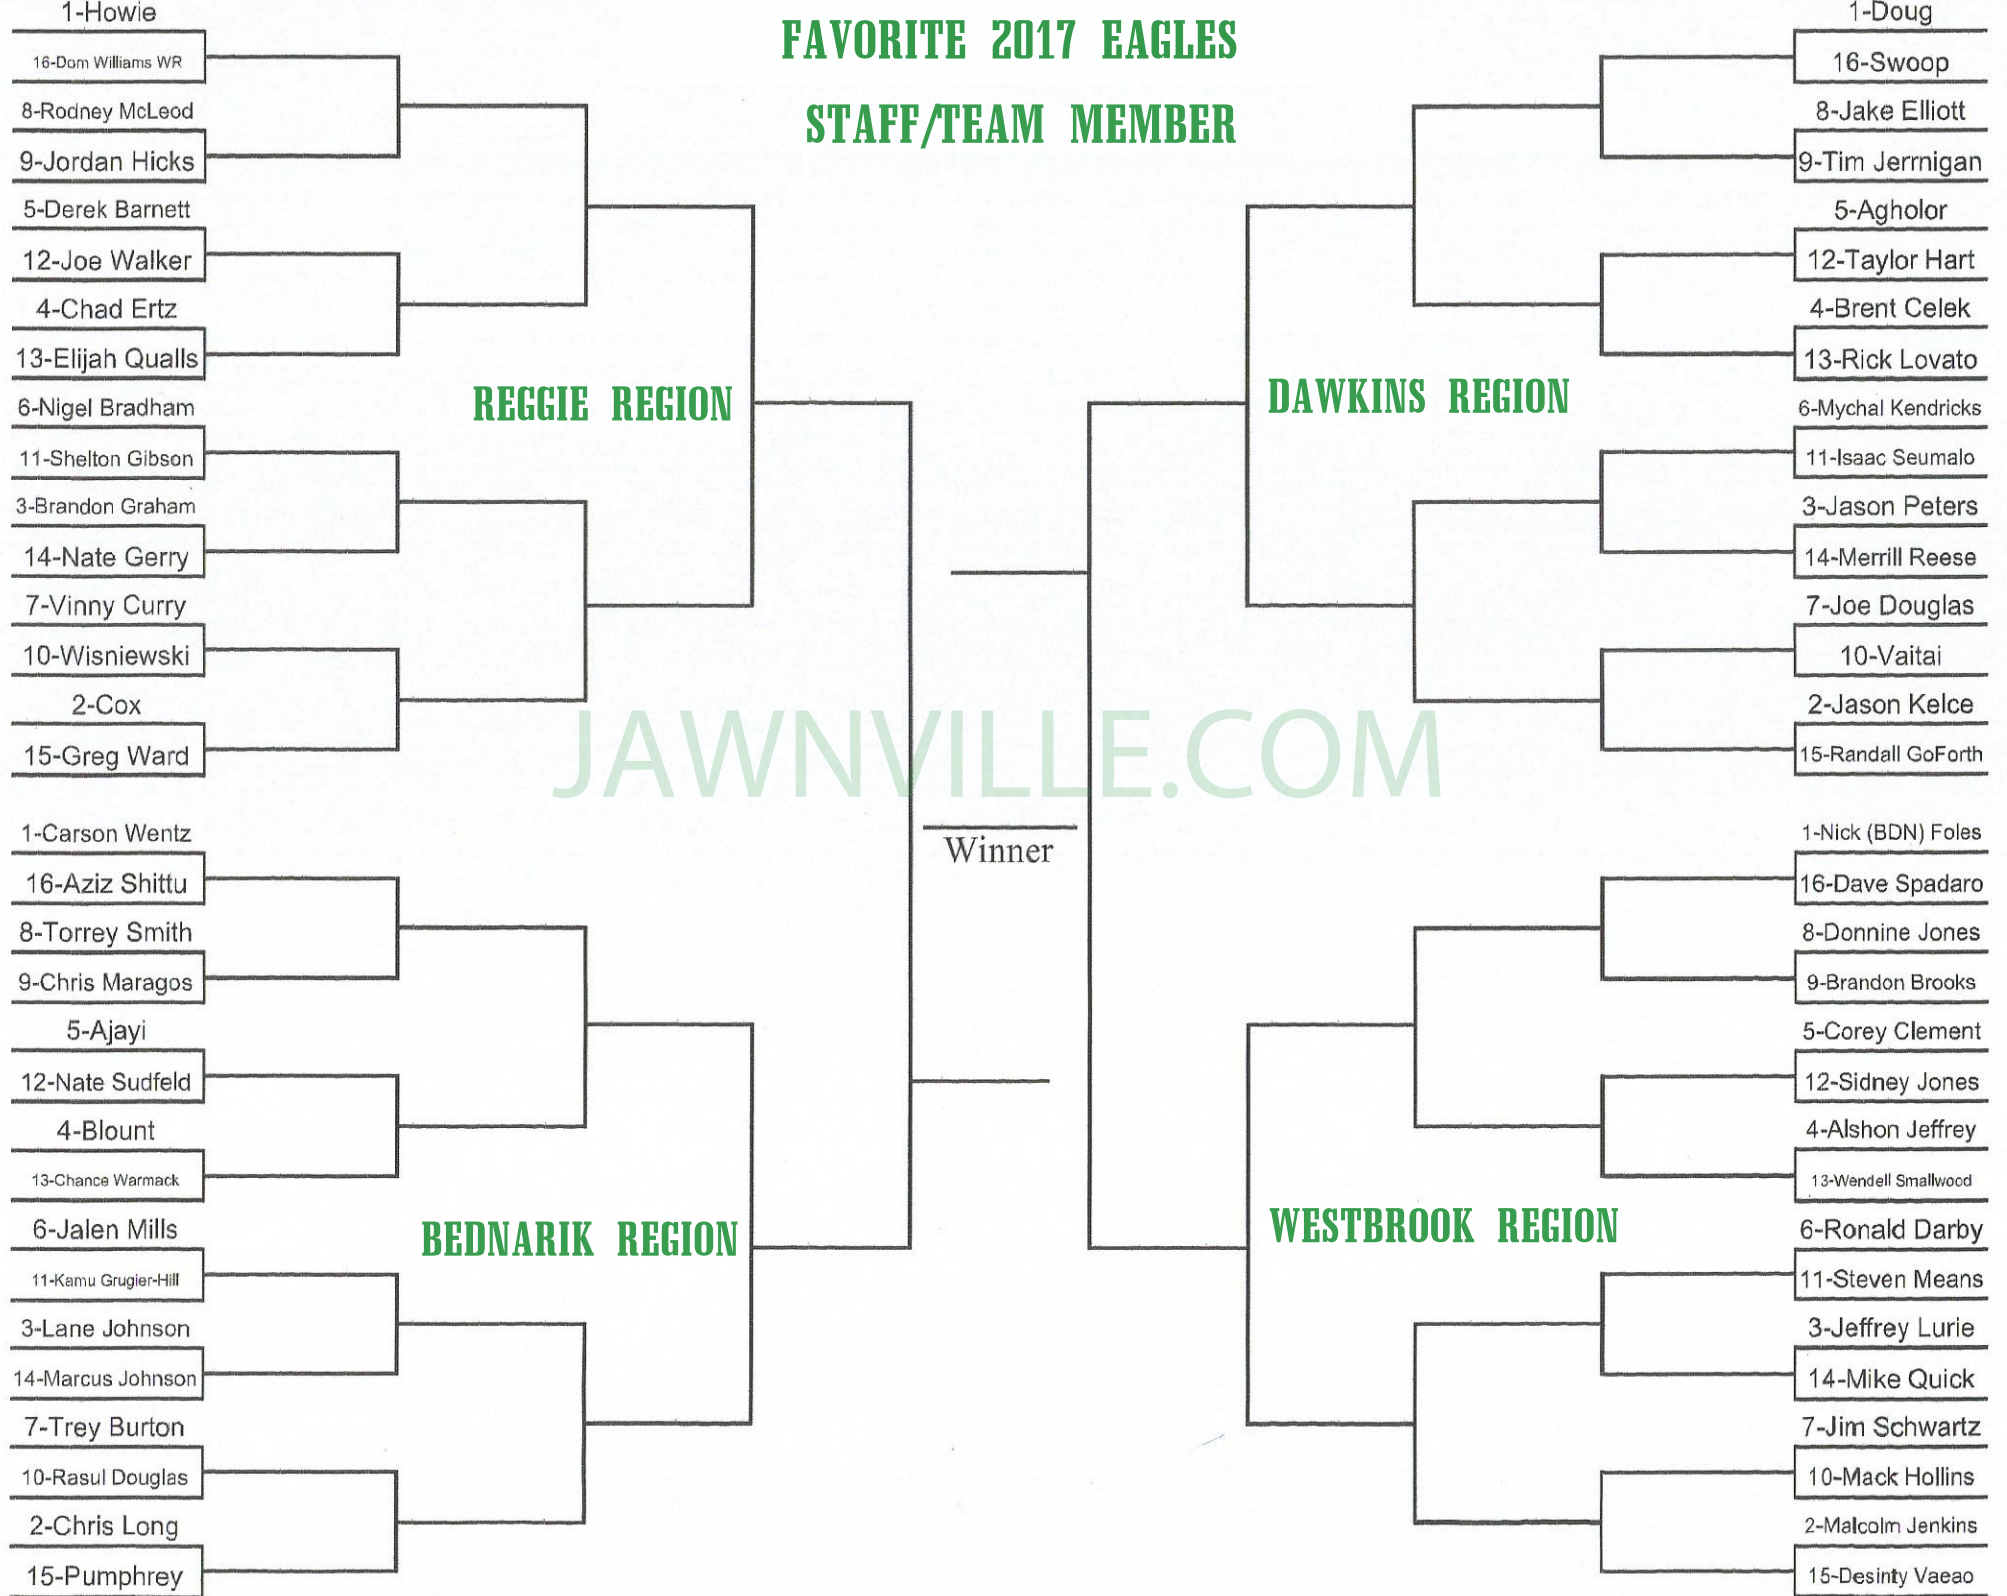 FAVORITE 2017 EAGLES
STAFF/TEAM MEMBER
1-Howie
16-Dom Williams WR
8-Rodney McLeod
9-Jordan Hicks
5-Derek Barnett
12-Joe Walker
4-Chad Ertz
13-Elijah Qualls
6-Nigel Bradham
11-Shelton Gibson
3-Brandon Graham
14-Nate Gerry
7-Vinny Curry
10-Wisniewski
2-Cox
15-Greg Ward
REGGIE REGION
1-Carson Wentz
16-Aziz Shittu
8-Torrey Smith
9-Chris Maragos
5-Ajayi
12-Nate Sudfeld
4-Blount
13-Chance Warmack
6-Jalen Mills
11-Kamu Grugier-Hill
3-Lane Johnson
14-Marcus Johnson
7-Trey Burton
10-Rasul Douglas
2-Chris Long
15-Pumphrey
BEDNARIK REGION
JAWNVILLE.COM
Winner
1-Doug
16-Swoop
8-Jake Elliott
9-Tim Jerrnigan
5-Agholor
12-Taylor Hart
4-Brent Celek
13-Rick Lovato
6-Mychal Kendricks
11-Isaac Seumalo
3-Jason Peters
14-Merrill Reese
7-Joe Douglas
10-Vaitai
2-Jason Kelce
15-Randall GoForth
DAWKINS REGION
1-Nick (BDN) Foles
16-Dave Spadaro
8-Donnine Jones
9-Brandon Brooks
5-Corey Clement
12-Sidney Jones
4-Alshon Jeffrey
13-Wendell Smallwood
6-Ronald Darby
11-Steven Means
3-Jeffrey Lurie
14-Mike Quick
7-Jim Schwartz
10-Mack Hollins
2-Malcolm Jenkins
15-Desinty Vaeao
WESTBROOK REGION